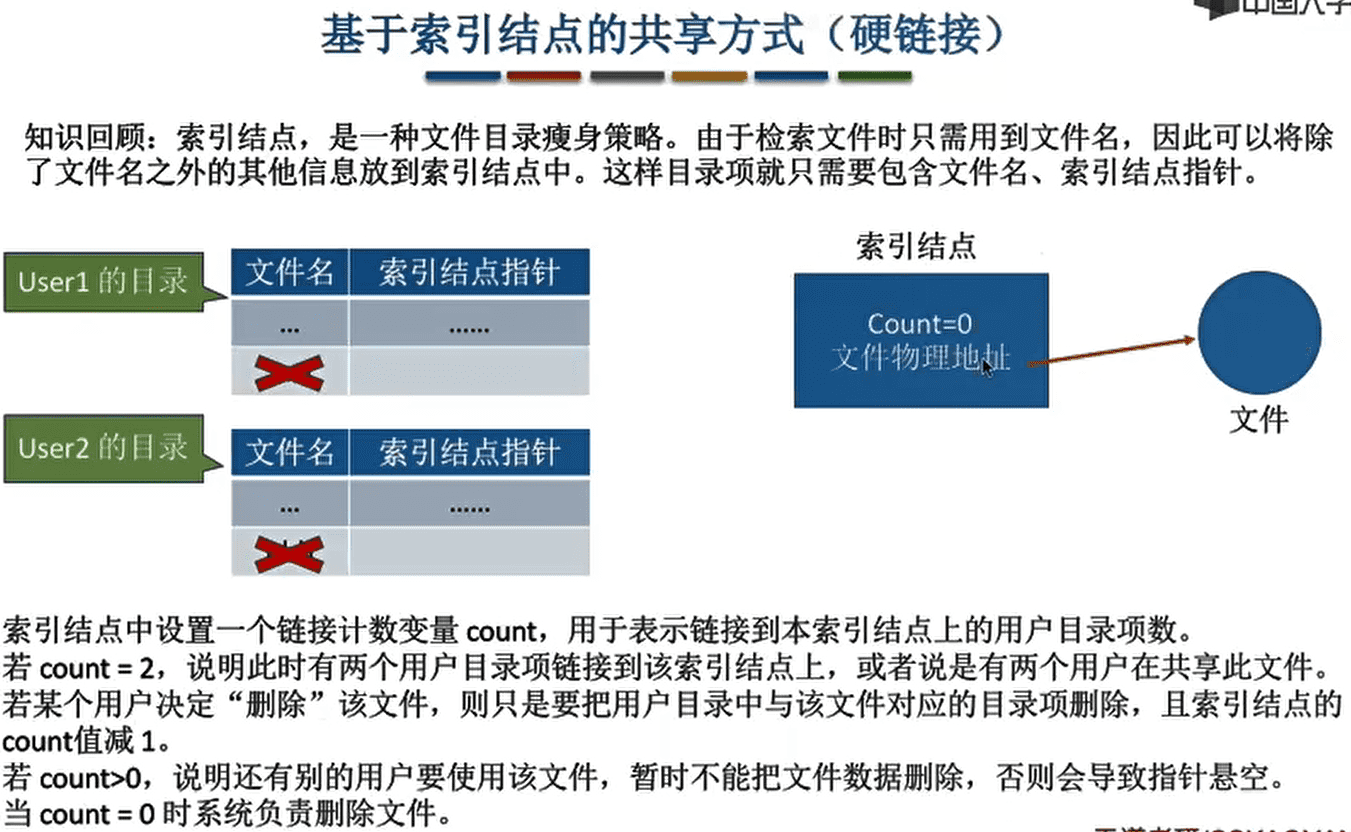 中国大学
基于索引结点的共享方式（硬链接）
知识回顾：索引结点，是一种文件目录瘦身策略。由于检索文件时只需用到文件名，因此可以将除
了文件名之外的其他信息放到索引结点中。这样目录项就只需要包含文件名、索引结点指针。
User1 的目录
文件名 索引结点指针
... ......
User2 的目录
文件名 索引结点指针
... ......
索引结点
Count=0
文件物理地址
文件
索引结点中设置一个链接计数变量 count，用于表示链接到本索引结点上的用户目录项数。
若 count = 2，说明此时有两个用户目录项链接到该索引结点上，或者说是有两个用户在共享此文件。
若某个用户决定“删除”该文件，则只是要把用户目录中与该文件对应的目录项删除，且索引结点的
count值减 1。
若 count>0，说明还有别的用户要使用该文件，暂时不能把文件数据删除，否则会导致指针悬空。
当 count = 0 时系统负责删除文件。